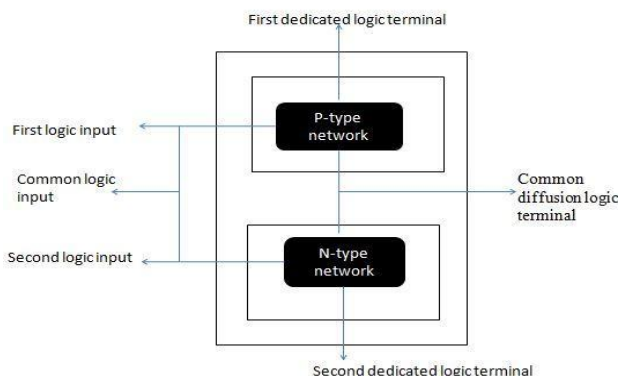 First dedicated logic terminal
P-type
network
First logic input
Common logic
input
Common
diffusion logic
terminal
Second logic input
N-type
network
Second dedicated logic terminal